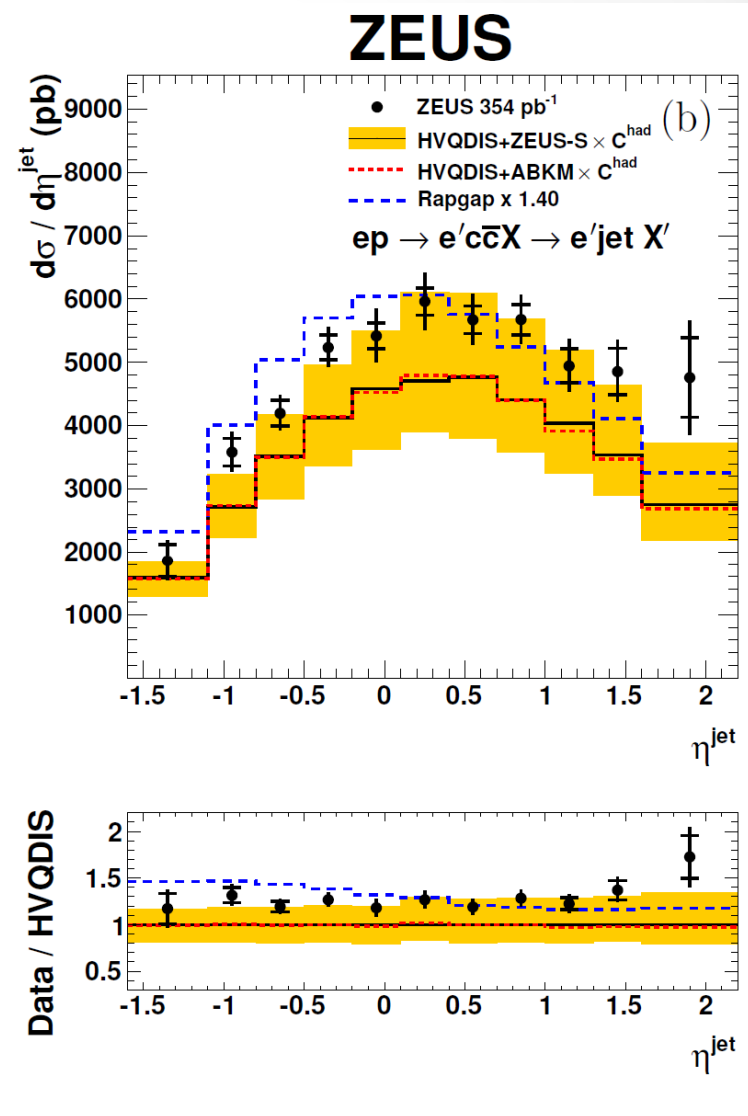 ZEUS
dσ / dη^jet (pb)
9000
8000
7000
6000
5000
4000
3000
2000
1000
ZEUS 354 pb^-1
(b)
HVQDIS+ZEUS-S × C^had
HVQDIS+ABKM × C^had
Rapgap x 1.40
ep → e′cc̅X → e′jet X′
-1.5 -1 -0.5 0 0.5 1 1.5 2
η^jet
Data / HVQDIS
2
1.5
1
0.5
-1.5 -1 -0.5 0 0.5 1 1.5 2
η^jet